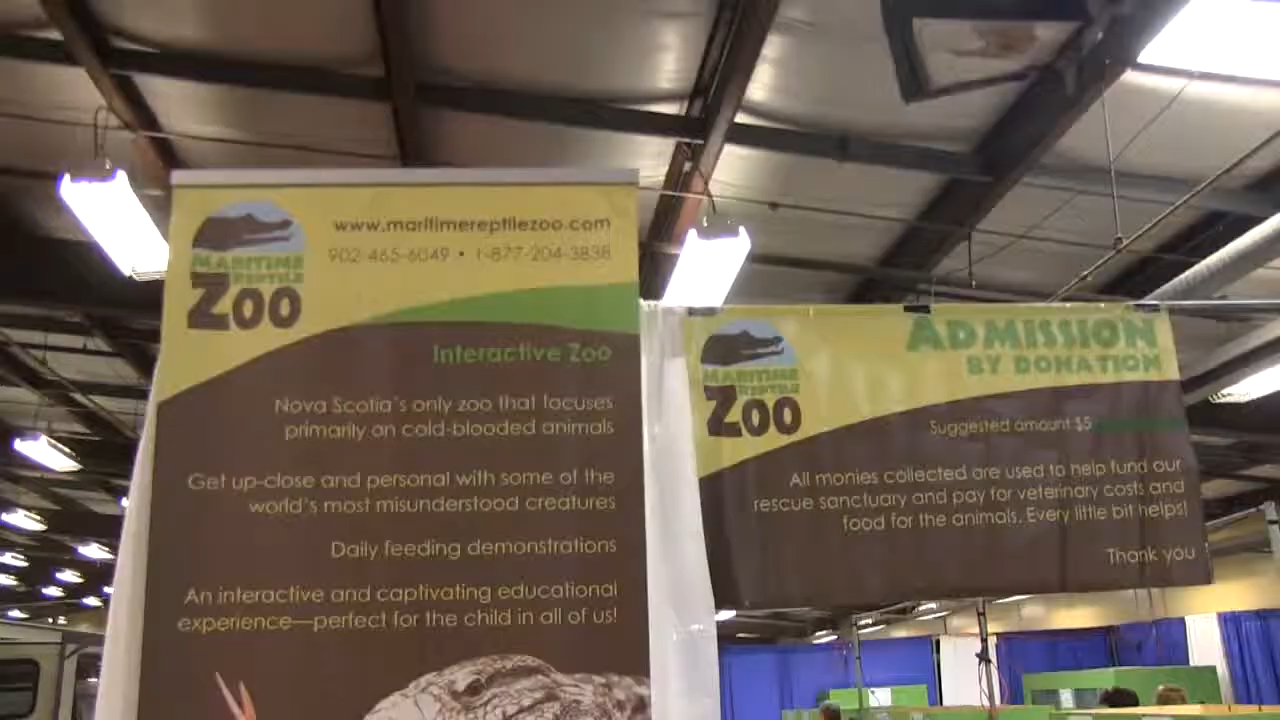 www.maritimereptilezoo.com
902-465-6049 • 1-877-204-3838
MARITIME
REPTILE
ZOO
Interactive Zoo
Nova Scotia's only zoo that focuses
primarily on cold-blooded animals
Get up-close and personal with some of the
world's most misunderstood creatures
Daily feeding demonstrations
An interactive and captivating educational
experience—perfect for the child in all of us!
MARITIME
REPTILE
ZOO
ADMISSION
BY DONATION
Suggested amount $5
All monies collected are used to help fund our
rescue sanctuary and pay for veterinary costs and
food for the animals. Every little bit helps!
Thank you